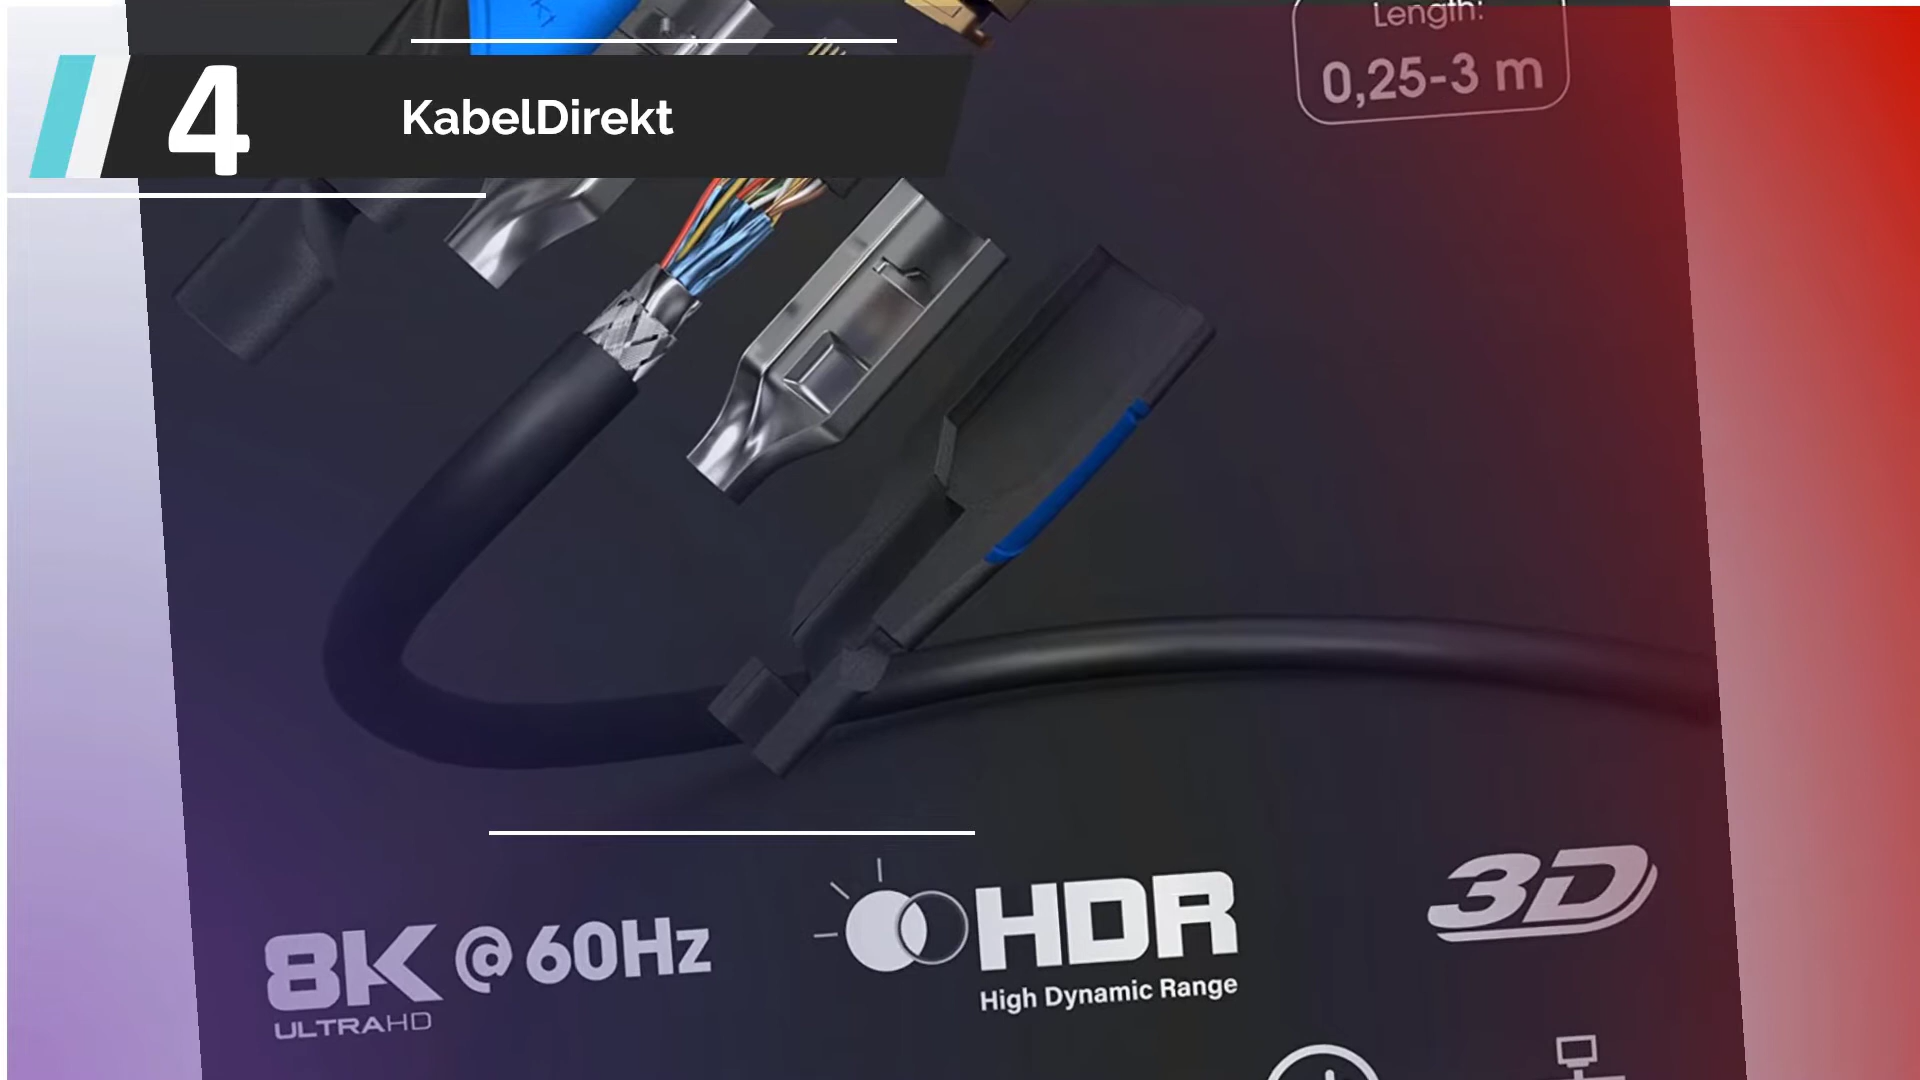 Length:
0,25-3 m
4
KabelDirekt
8K @ 60Hz
ULTRAHD
HDR
High Dynamic Range
3D